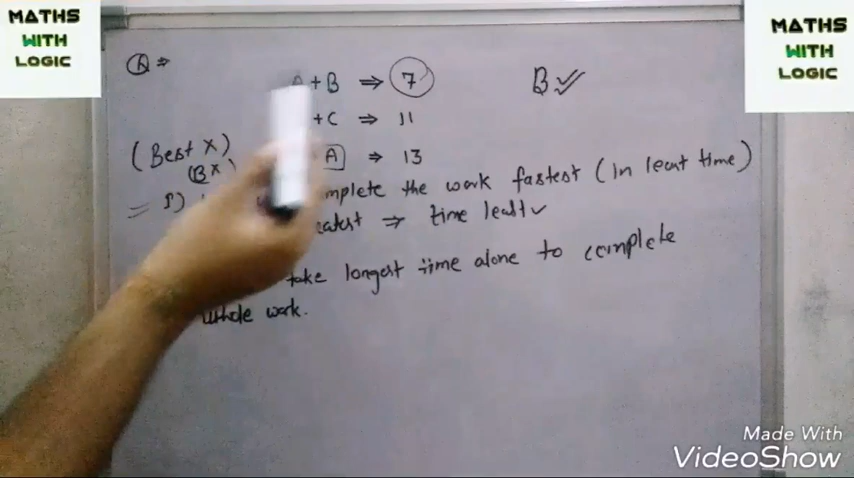 MATHS
WITH
LOGIC
MATHS
WITH
LOGIC
Q ⇒
+ B ⇒ 7
B ✓
+ C ⇒ 11
(Best X)
A ⇒ 13
(B X)
the work fastest (in least time)
⇒ time least ✓
take longest time alone to complete
whole work.
Made With
VideoShow